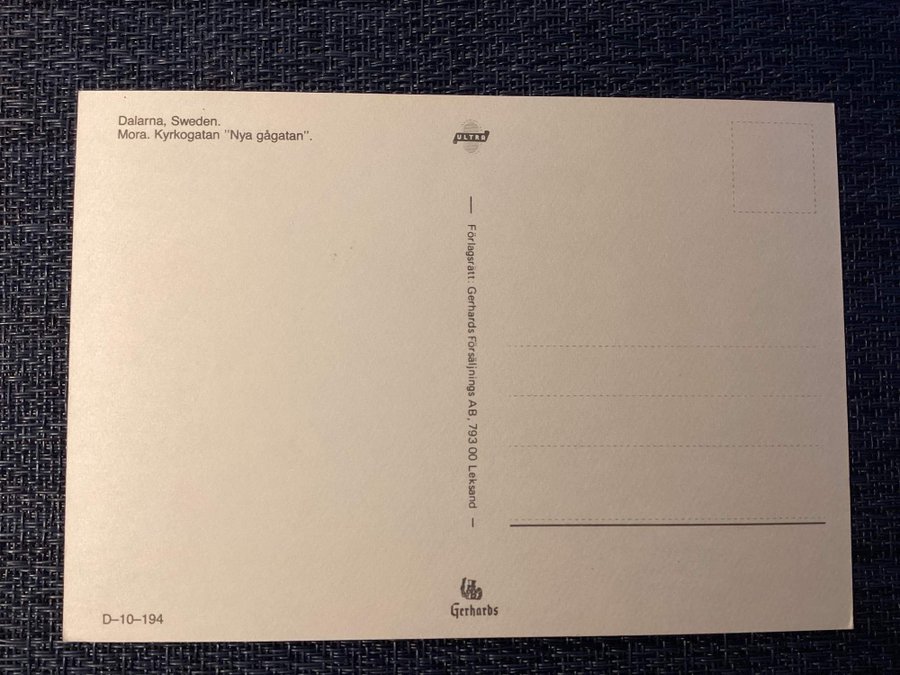 Dalarna, Sweden.
Mora. Kyrkogatan "Nya gågatan".
ULTRA
— Förlagsrätt: Gerhards Försäljnings AB, 793 00 Leksand —
Gerhards
D–10–194